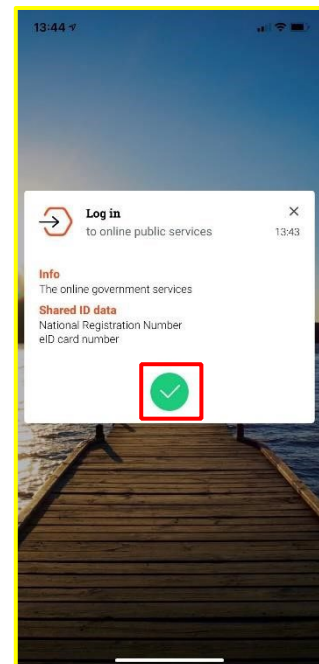 13:44
Log in
to online public services
13:43
Info
The online government services
Shared ID data
National Registration Number
eID card number